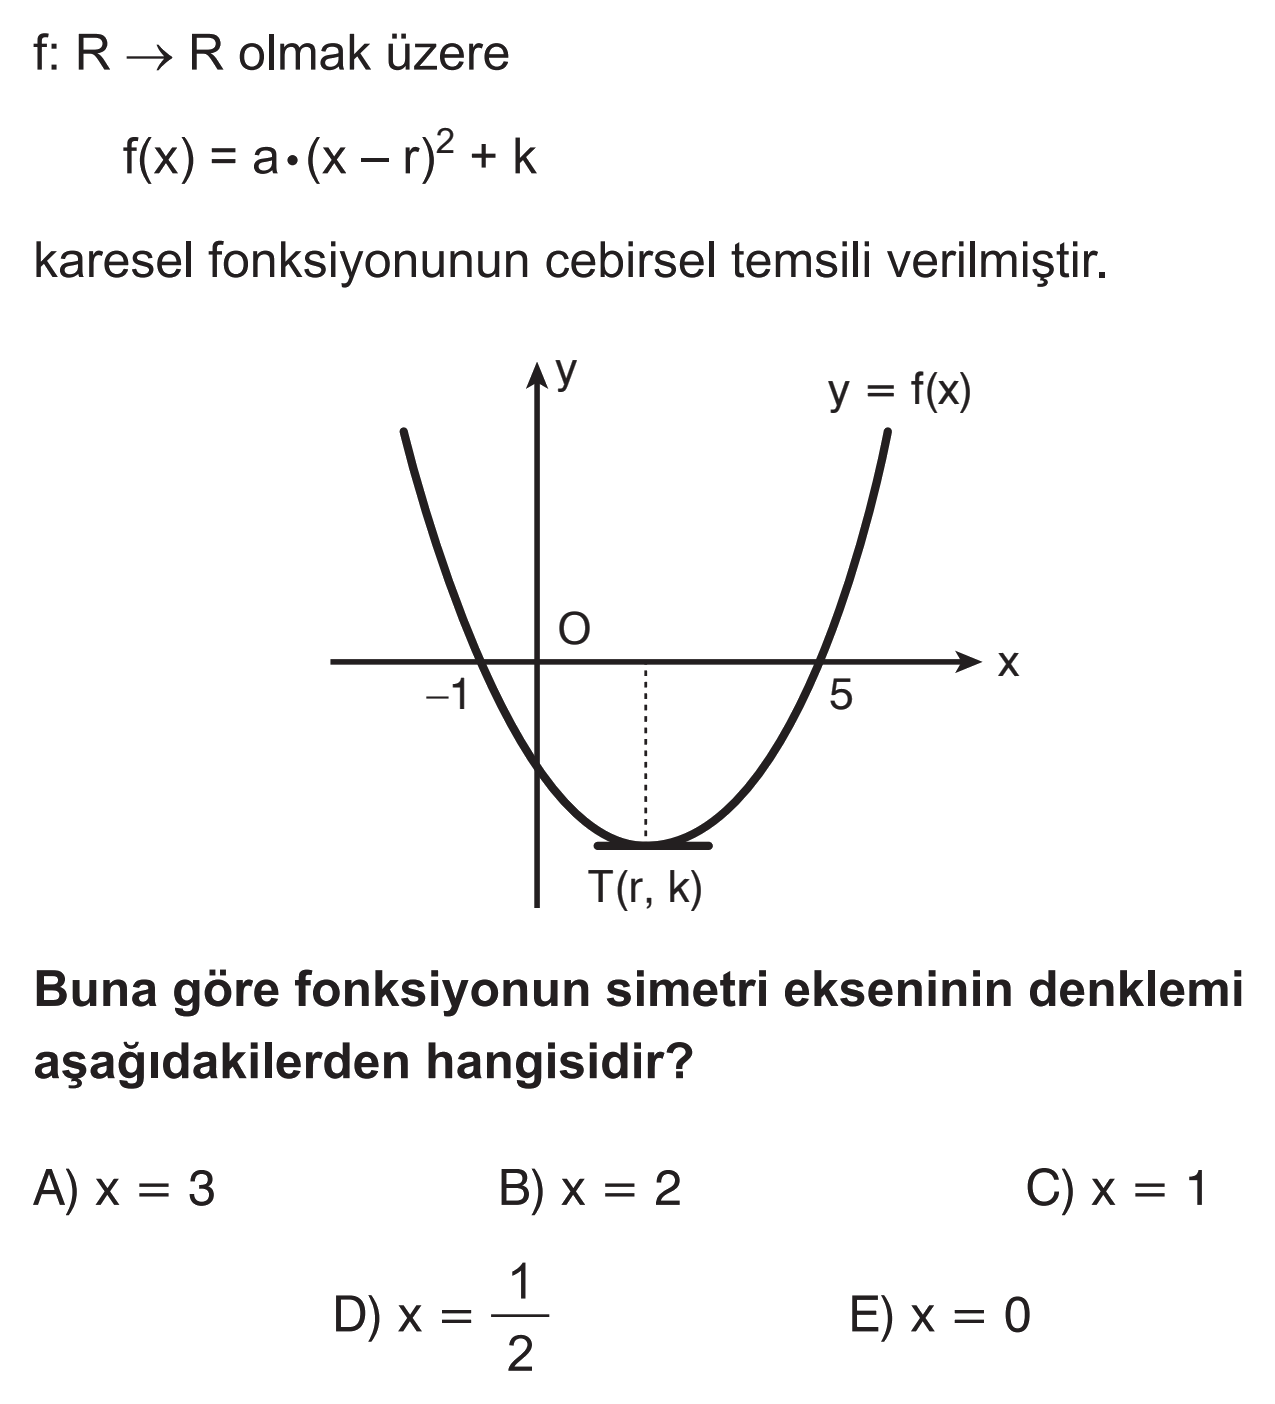 f: R → R olmak üzere
f(x) = a•(x – r)² + k
karesel fonksiyonunun cebirsel temsili verilmiştir.
y
y = f(x)
O
x
–1
5
T(r, k)
Buna göre fonksiyonun simetri ekseninin denklemi
aşağıdakilerden hangisidir?
A) x = 3 B) x = 2 C) x = 1
D) x = 1/2 E) x = 0